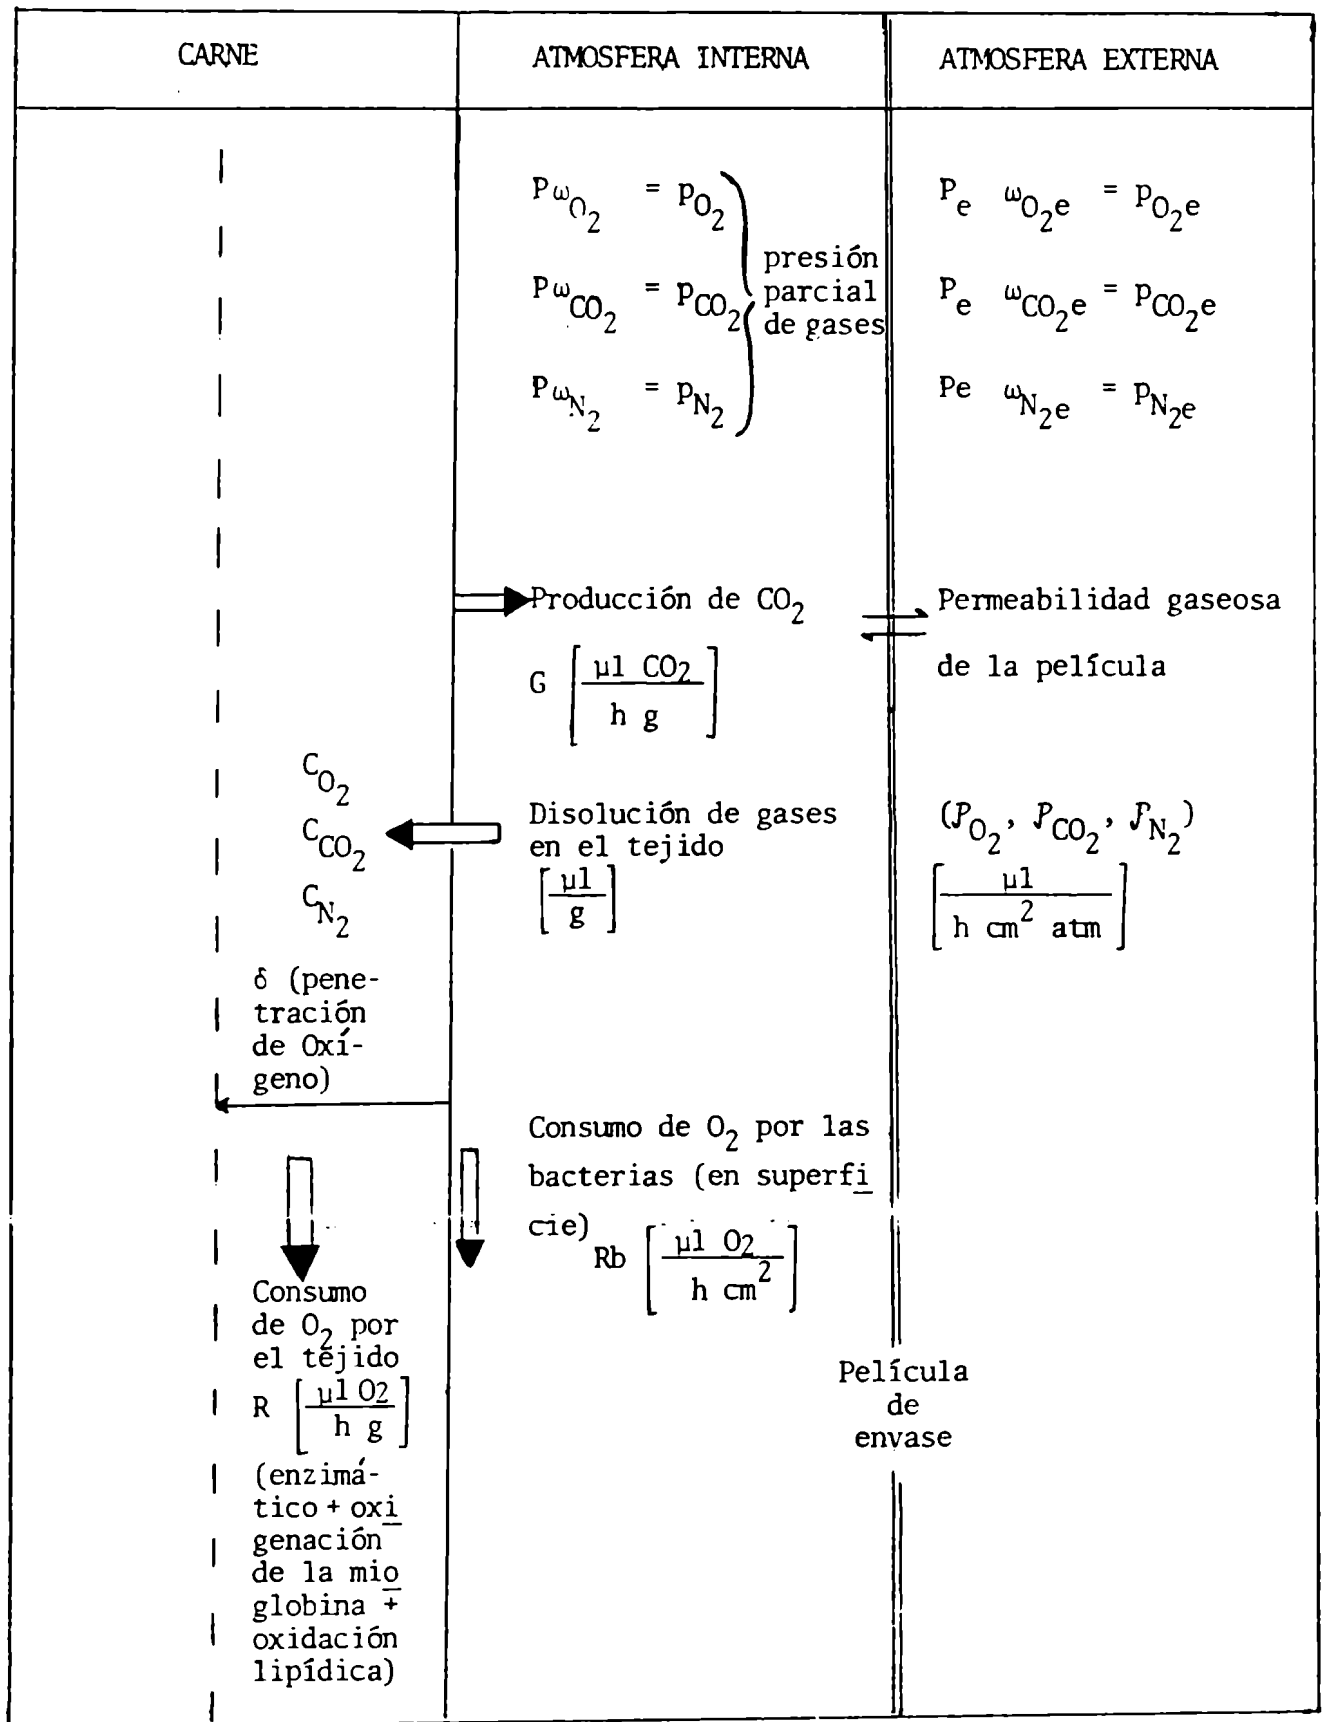 CARNE
ATMOSFERA INTERNA
ATMOSFERA EXTERNA
Pω_O₂ = p_O₂
Pω_CO₂ = p_CO₂
Pω_N₂ = p_N₂
presión
parcial
de gases
P_e ω_O₂e = p_O₂e
P_e ω_CO₂e = p_CO₂e
Pe ω_N₂e = p_N₂e
Producción de CO₂
G [µl CO₂ / h g]
Permeabilidad gaseosa
de la película
C_O₂
C_CO₂
C_N₂
Disolución de gases
en el tejido
[µl / g]
(P_O₂, P_CO₂, P_N₂)
[µl / h cm² atm]
δ (pene-
tración
de Oxí-
geno)
Consumo de O₂ por las
bacterias (en superfi
cie)
Rb [µl O₂ / h cm²]
Consumo
de O₂ por
el tejido
R [µl O₂ / h g]
(enzimá-
tico + oxi
genación
de la mio
globina +
oxidación
lipídica)
Película
de
envase